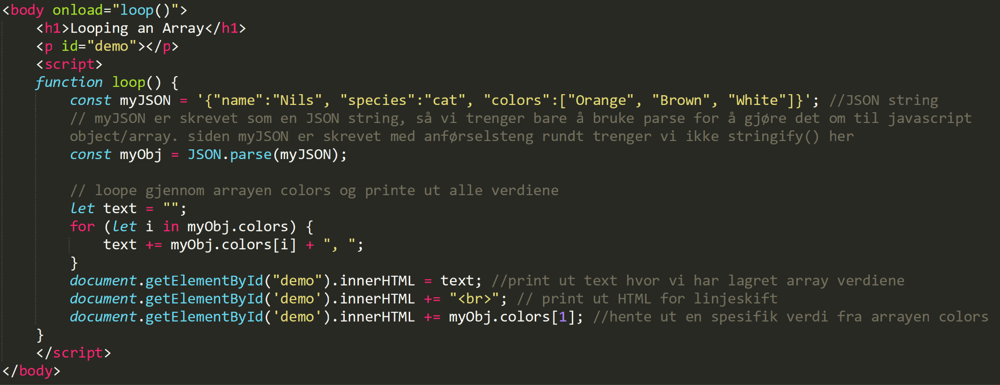 <body onload="loop()">
<h1>Looping an Array</h1>
<p id="demo"></p>
<script>
function loop() {
const myJSON = '{"name":"Nils", "species":"cat", "colors":["Orange", "Brown", "White"]}'; //JSON string
// myJSON er skrevet som en JSON string, så vi trenger bare å bruke parse for å gjøre det om til javascript
object/array. siden myJSON er skrevet med anførselsteng rundt trenger vi ikke stringify() her
const myObj = JSON.parse(myJSON);
// loope gjennom arrayen colors og printe ut alle verdiene
let text = "";
for (let i in myObj.colors) {
text += myObj.colors[i] + ", ";
}
document.getElementById("demo").innerHTML = text; //print ut text hvor vi har lagret array verdiene
document.getElementById('demo').innerHTML += "<br>"; // print ut HTML for linjeskift
document.getElementById('demo').innerHTML += myObj.colors[1]; //hente ut en spesifik verdi fra arrayen colors
}
</script>
</body>